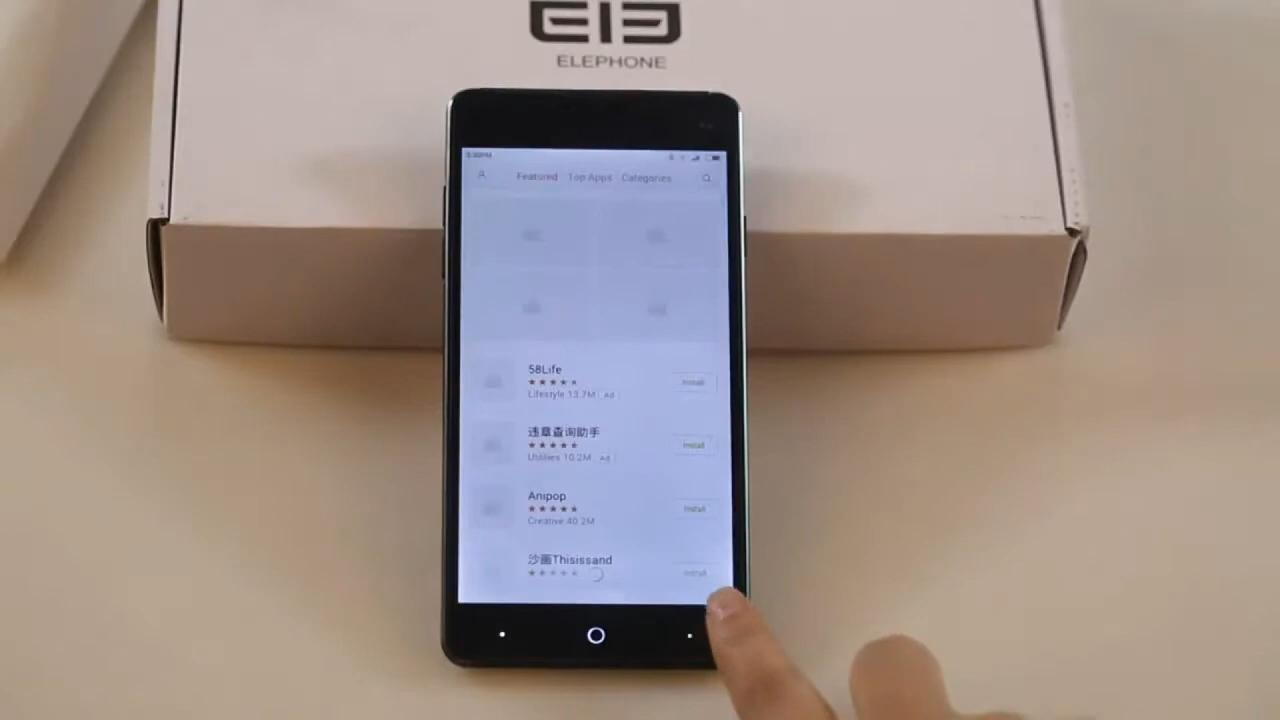 ELEPHONE
5:30PM
Featured Top Apps Categories
58Life
Install
Lifestyle 13.7M Ad
违章查询助手
Install
Utilities 10.2M Ad
Anipop
Install
Creative 40.2M
沙画Thisissand
Install